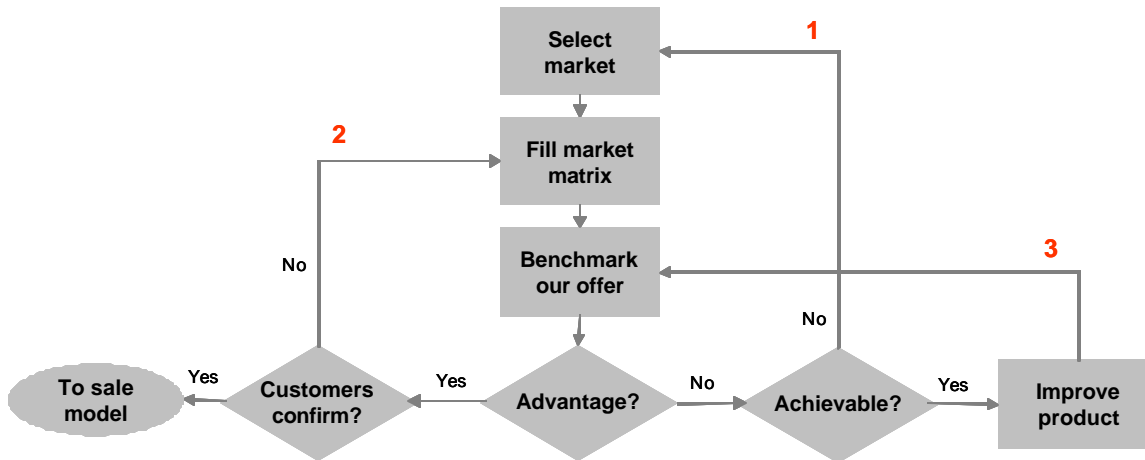 1
Select
market
2
Fill market
matrix
3
Benchmark
our offer
No
No
To sale
model
Yes
Customers
confirm?
Yes
Advantage?
No
Achievable?
Yes
Improve
product